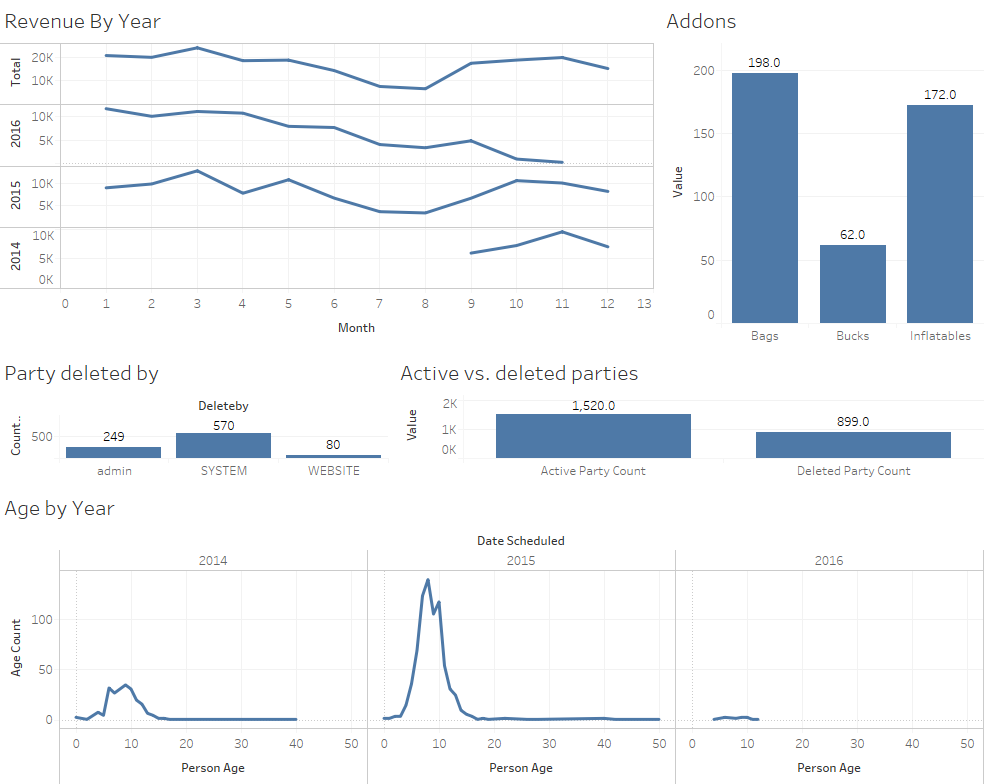 Revenue By Year
Total
20K
10K
2016
10K
5K
2015
10K
5K
2014
10K
5K
0K
0 1 2 3 4 5 6 7 8 9 10 11 12 13
Month
Addons
Value
200
150
100
50
0
198.0
62.0
172.0
Bags Bucks Inflatables
Party deleted by
Deleteby
Count..
500
249
570
80
admin SYSTEM WEBSITE
Active vs. deleted parties
Value
2K
1K
0K
1,520.0
899.0
Active Party Count Deleted Party Count
Age by Year
Date Scheduled
2014 2015 2016
Age Count
100
50
0
0 10 20 30 40 50 0 10 20 30 40 50 0 10 20 30 40 50
Person Age Person Age Person Age